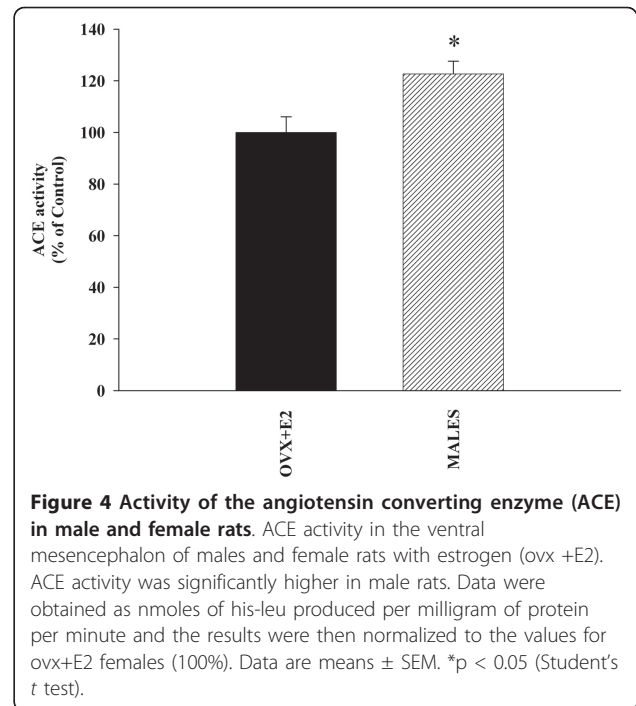 140
*
120
100
80
60
40
20
0
ACE activity
(% of Control)
OVX+E2
MALES
Figure 4 Activity of the angiotensin converting enzyme (ACE)
in male and female rats. ACE activity in the ventral
mesencephalon of males and female rats with estrogen (ovx +E2).
ACE activity was significantly higher in male rats. Data were
obtained as nmoles of his-leu produced per milligram of protein
per minute and the results were then normalized to the values for
ovx+E2 females (100%). Data are means ± SEM. *p < 0.05 (Student's
t test).